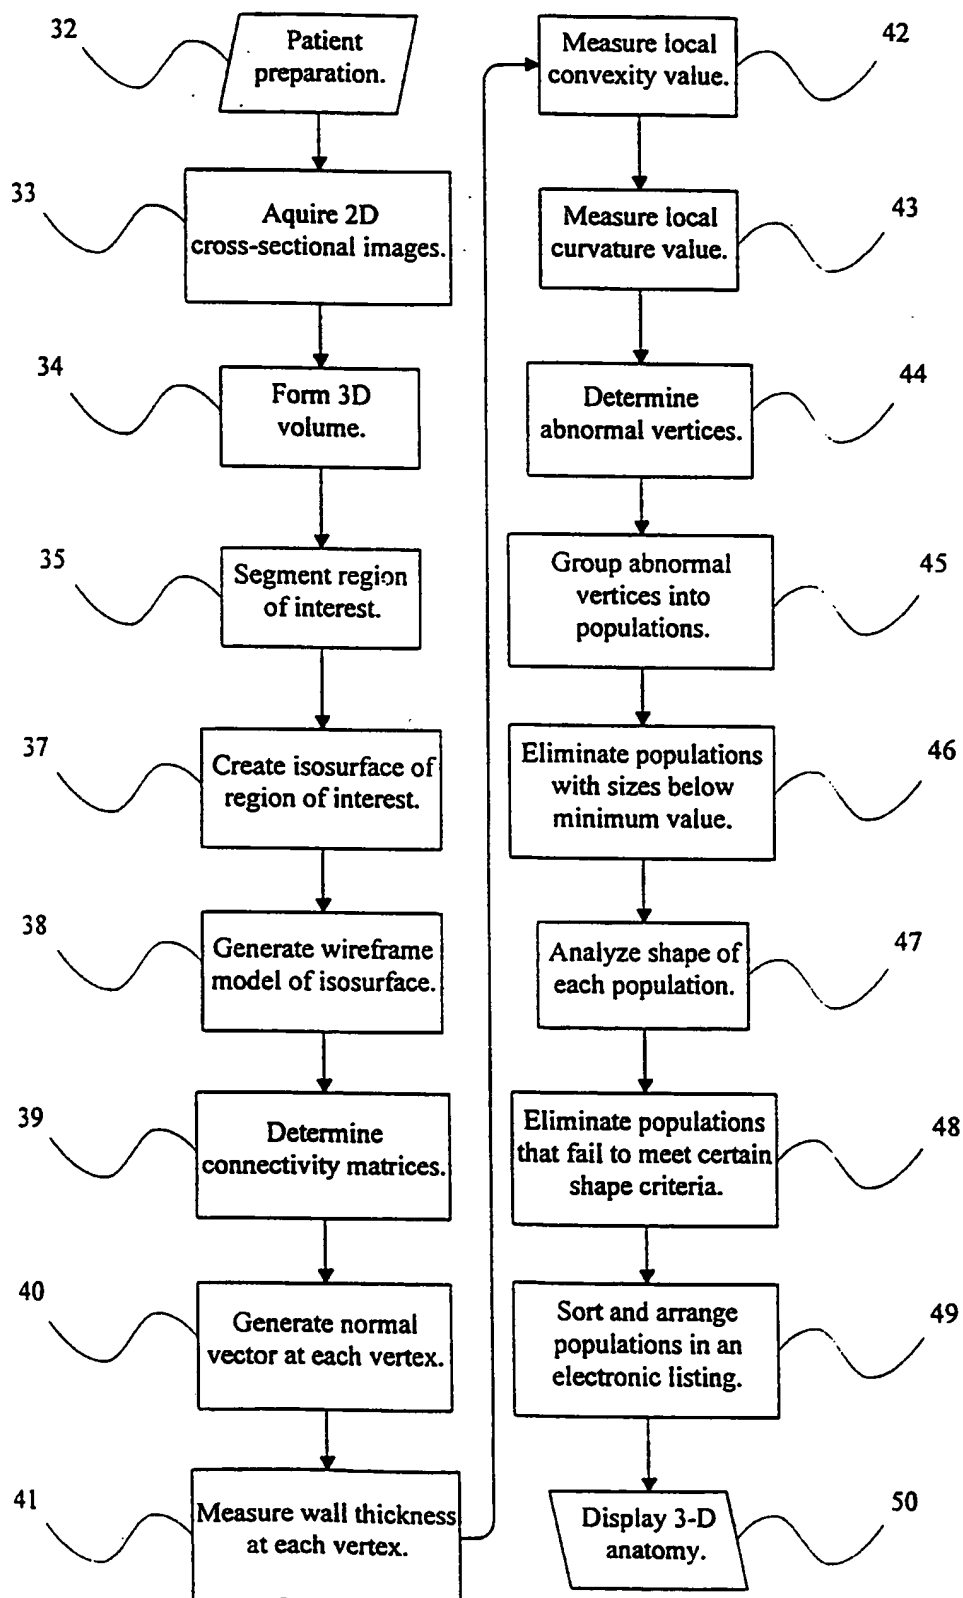 32
Patient
preparation.
33
Aquire 2D
cross-sectional images.
34
Form 3D
volume.
35
Segment region
of interest.
37
Create isosurface of
region of interest.
38
Generate wireframe
model of isosurface.
39
Determine
connectivity matrices.
40
Generate normal
vector at each vertex.
41
Measure wall thickness
at each vertex.
42
Measure local
convexity value.
43
Measure local
curvature value.
44
Determine
abnormal vertices.
45
Group abnormal
vertices into
populations.
46
Eliminate populations
with sizes below
minimum value.
47
Analyze shape of
each population.
48
Eliminate populations
that fail to meet certain
shape criteria.
49
Sort and arrange
populations in an
electronic listing.
50
Display 3-D
anatomy.